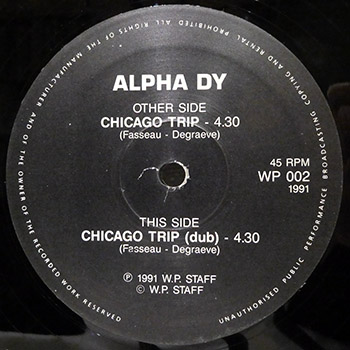 ALL RIGHTS OF THE MANUFACTURER AND OF THE OWNER OF THE RECORDED WORK RESERVED
UNAUTHORISED PUBLIC PERFORMANCE BROADCASTING COPYING AND RENTAL PROHIBITED
ALPHA DY
OTHER SIDE
CHICAGO TRIP - 4.30
(Fasseau - Degraeve)
45 RPM
WP 002
1991
THIS SIDE
CHICAGO TRIP (dub) - 4.30
(Fasseau - Degraeve)
℗ 1991 W.P. STAFF
© W.P. STAFF